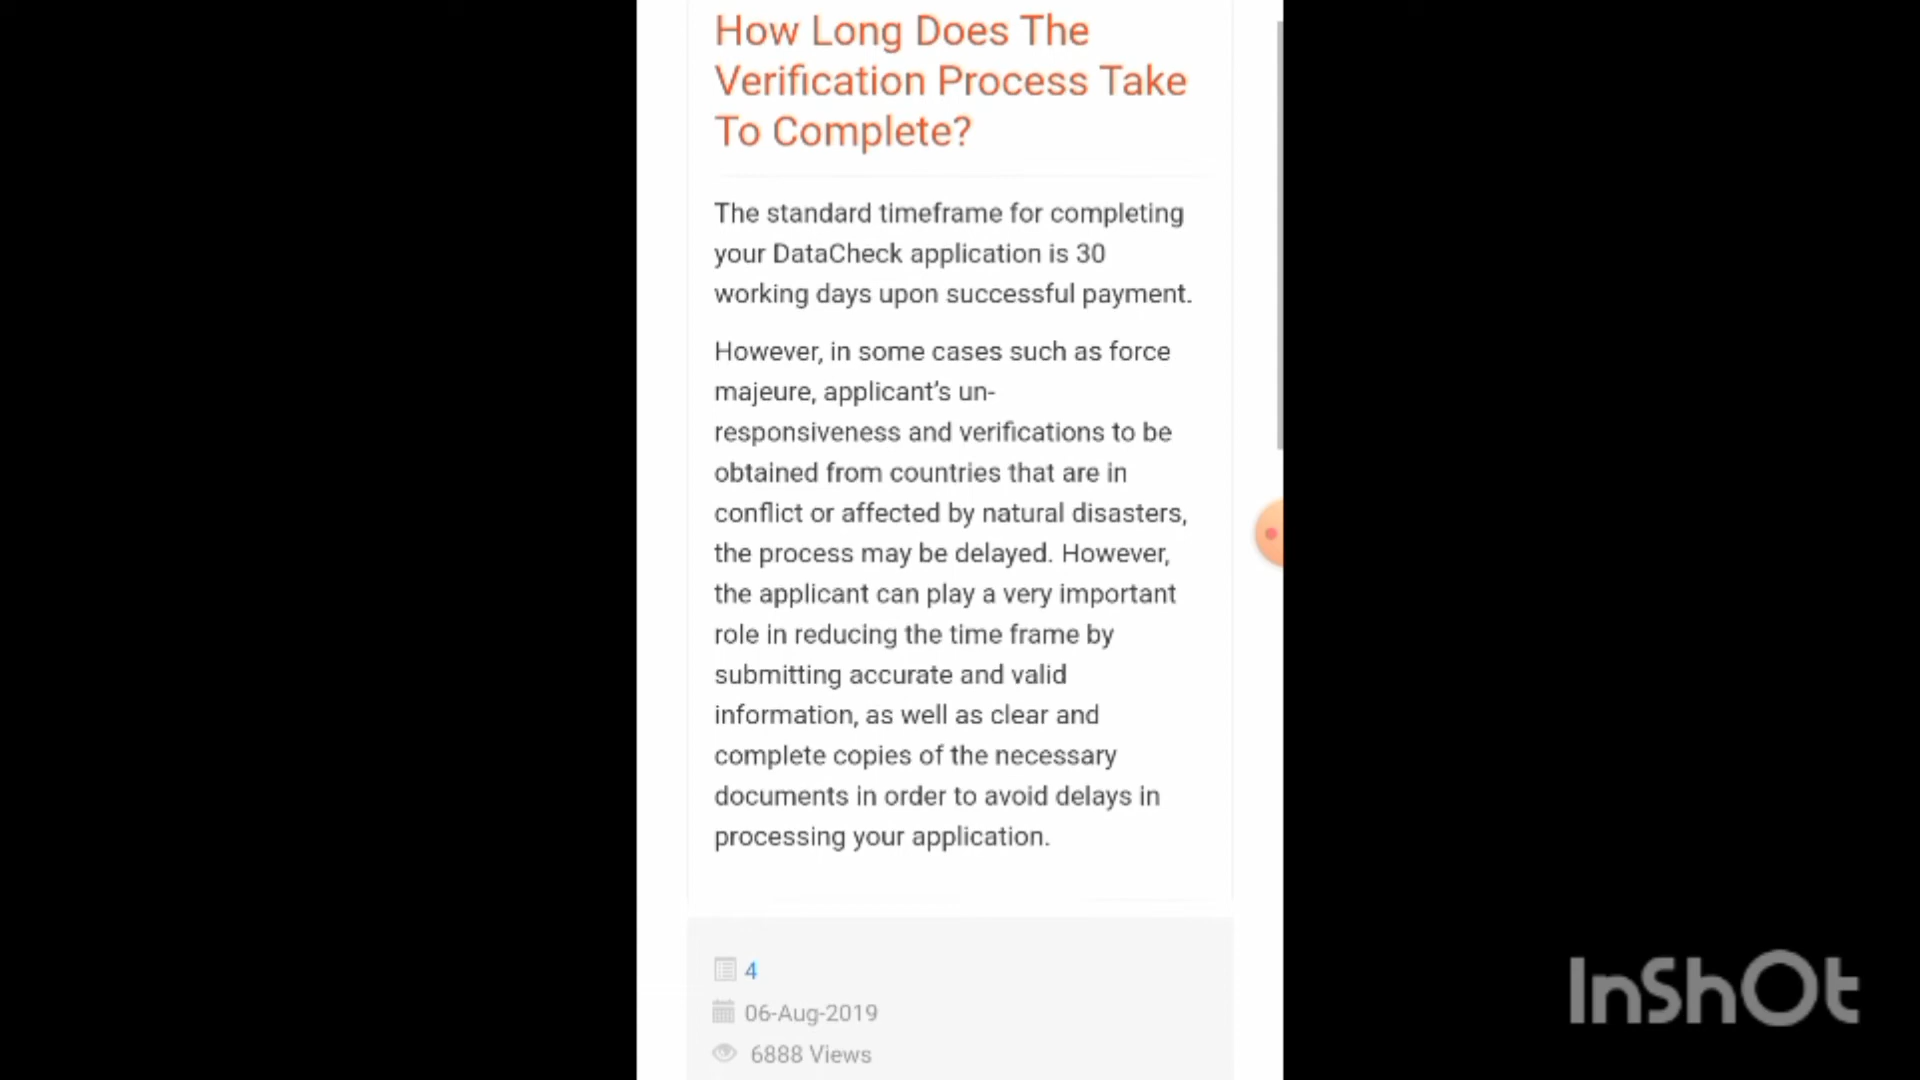 How Long Does The
Verification Process Take
To Complete?
The standard timeframe for completing
your DataCheck application is 30
working days upon successful payment.
However, in some cases such as force
majeure, applicant’s un-
responsiveness and verifications to be
obtained from countries that are in
conflict or affected by natural disasters,
the process may be delayed. However,
the applicant can play a very important
role in reducing the time frame by
submitting accurate and valid
information, as well as clear and
complete copies of the necessary
documents in order to avoid delays in
processing your application.
4
06-Aug-2019
6888 Views
InShOt